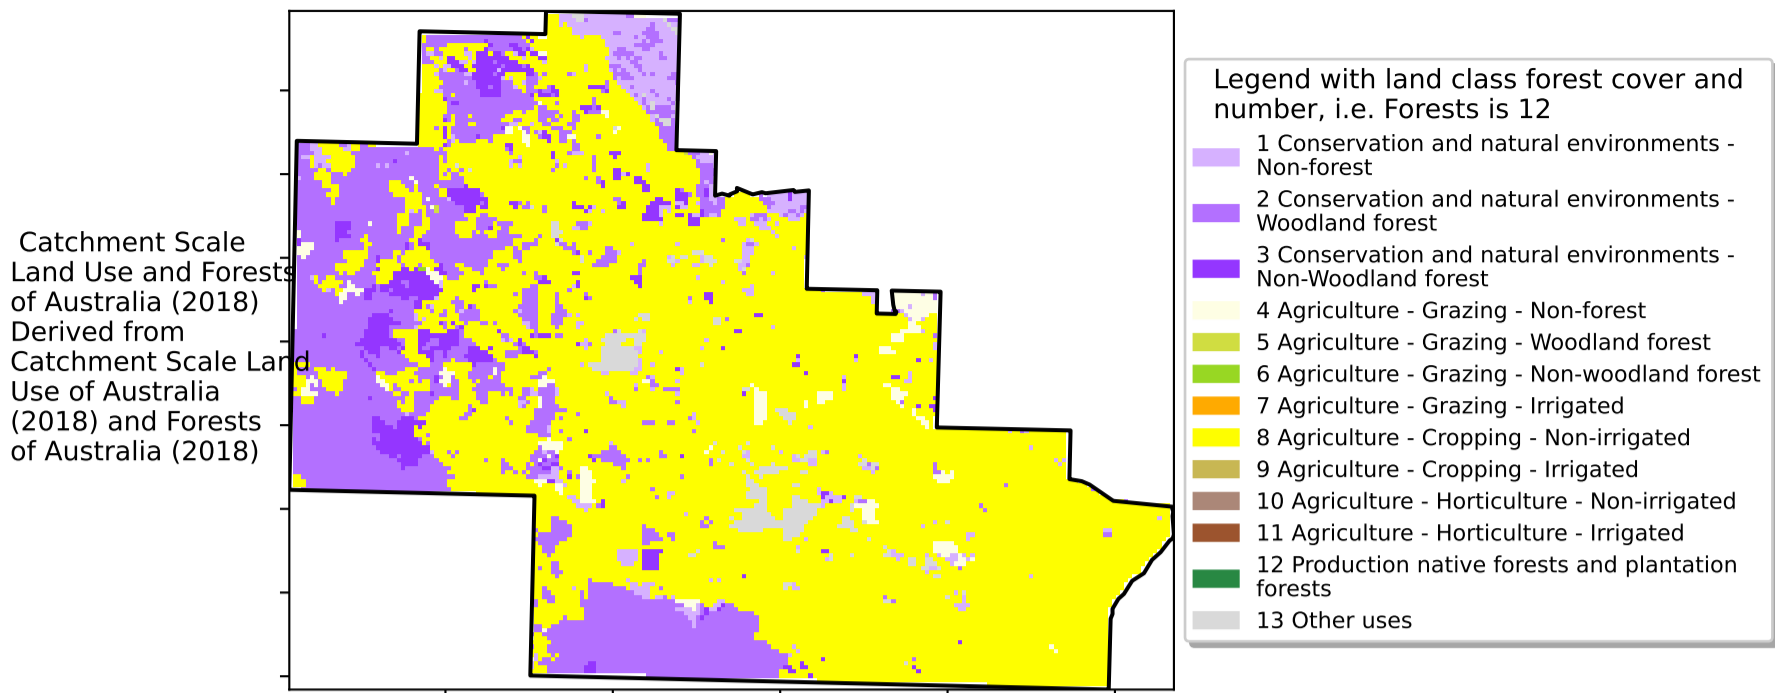 Catchment Scale
Land Use and Forests
of Australia (2018)
Derived from
Catchment Scale Land
Use of Australia
(2018) and Forests
of Australia (2018)
Legend with land class forest cover and
number, i.e. Forests is 12
1 Conservation and natural environments -
Non-forest
2 Conservation and natural environments -
Woodland forest
3 Conservation and natural environments -
Non-Woodland forest
4 Agriculture - Grazing - Non-forest
5 Agriculture - Grazing - Woodland forest
6 Agriculture - Grazing - Non-woodland forest
7 Agriculture - Grazing - Irrigated
8 Agriculture - Cropping - Non-irrigated
9 Agriculture - Cropping - Irrigated
10 Agriculture - Horticulture - Non-irrigated
11 Agriculture - Horticulture - Irrigated
12 Production native forests and plantation
forests
13 Other uses